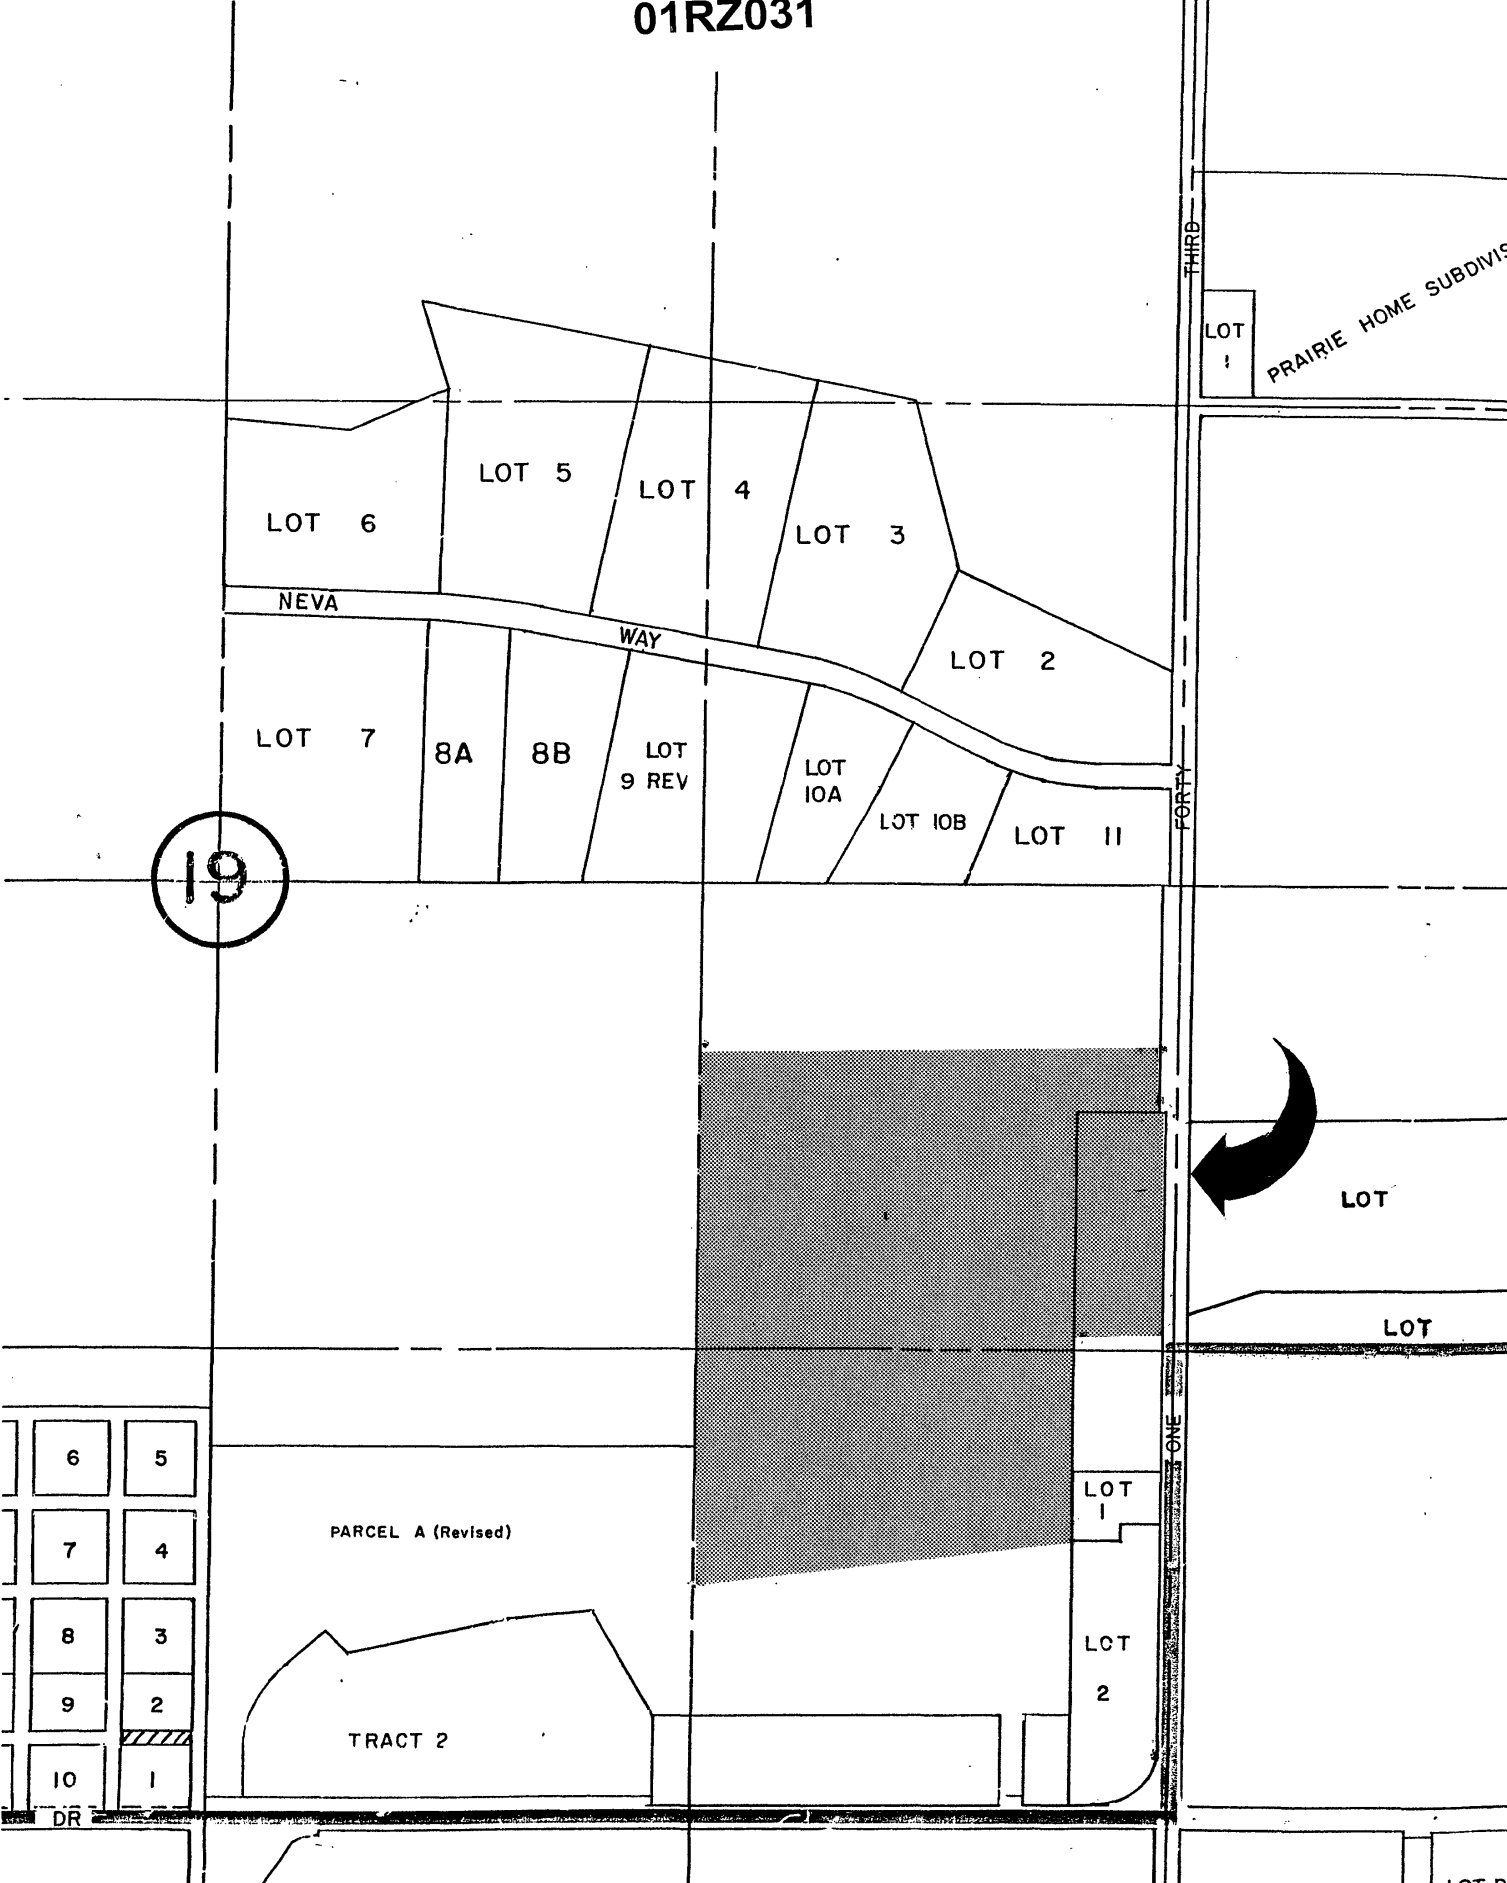 01RZ031
THIRD
PRAIRIE HOME SUBDIVIS
LOT
1
LOT 5
LOT 4
LOT 6
LOT 3
NEVA
WAY
LOT 2
LOT 7
8A
8B
LOT
9 REV
LOT
10A
LOT 10B
LOT 11
FORTY
19
LOT
LOT
ONE
6
5
LOT
1
7
4
PARCEL A (Revised)
8
3
LOT
2
9
2
TRACT 2
10
1
DR